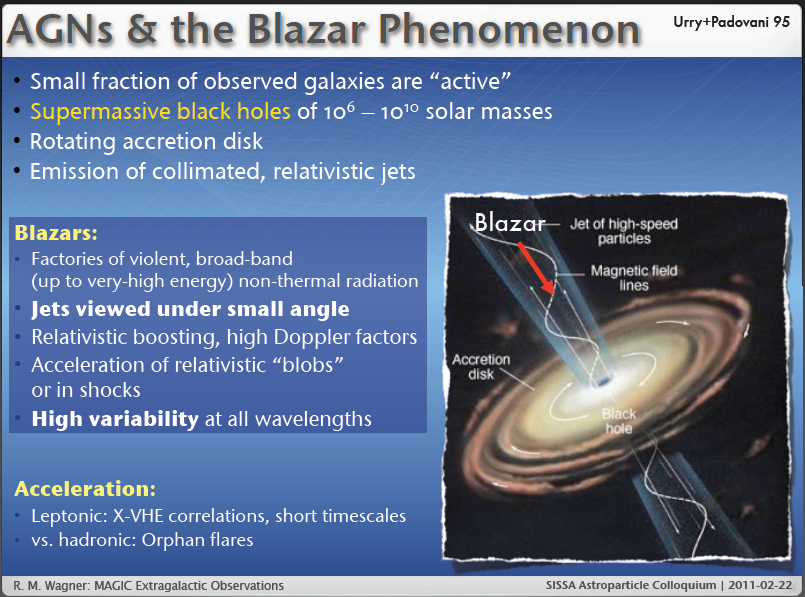 AGNs & the Blazar Phenomenon
Urry+Padovani 95
• Small fraction of observed galaxies are “active”
• Supermassive black holes of 10⁶ – 10¹⁰ solar masses
• Rotating accretion disk
• Emission of collimated, relativistic jets
Blazars:
• Factories of violent, broad-band
(up to very-high energy) non-thermal radiation
• Jets viewed under small angle
• Relativistic boosting, high Doppler factors
• Acceleration of relativistic “blobs”
or in shocks
• High variability at all wavelengths
Acceleration:
• Leptonic: X-VHE correlations, short timescales
• vs. hadronic: Orphan flares
Blazar
Jet of high-speed
particles
Magnetic field
lines
Accretion
disk
Black
hole
R. M. Wagner: MAGIC Extragalactic Observations
SISSA Astroparticle Colloquium | 2011-02-22